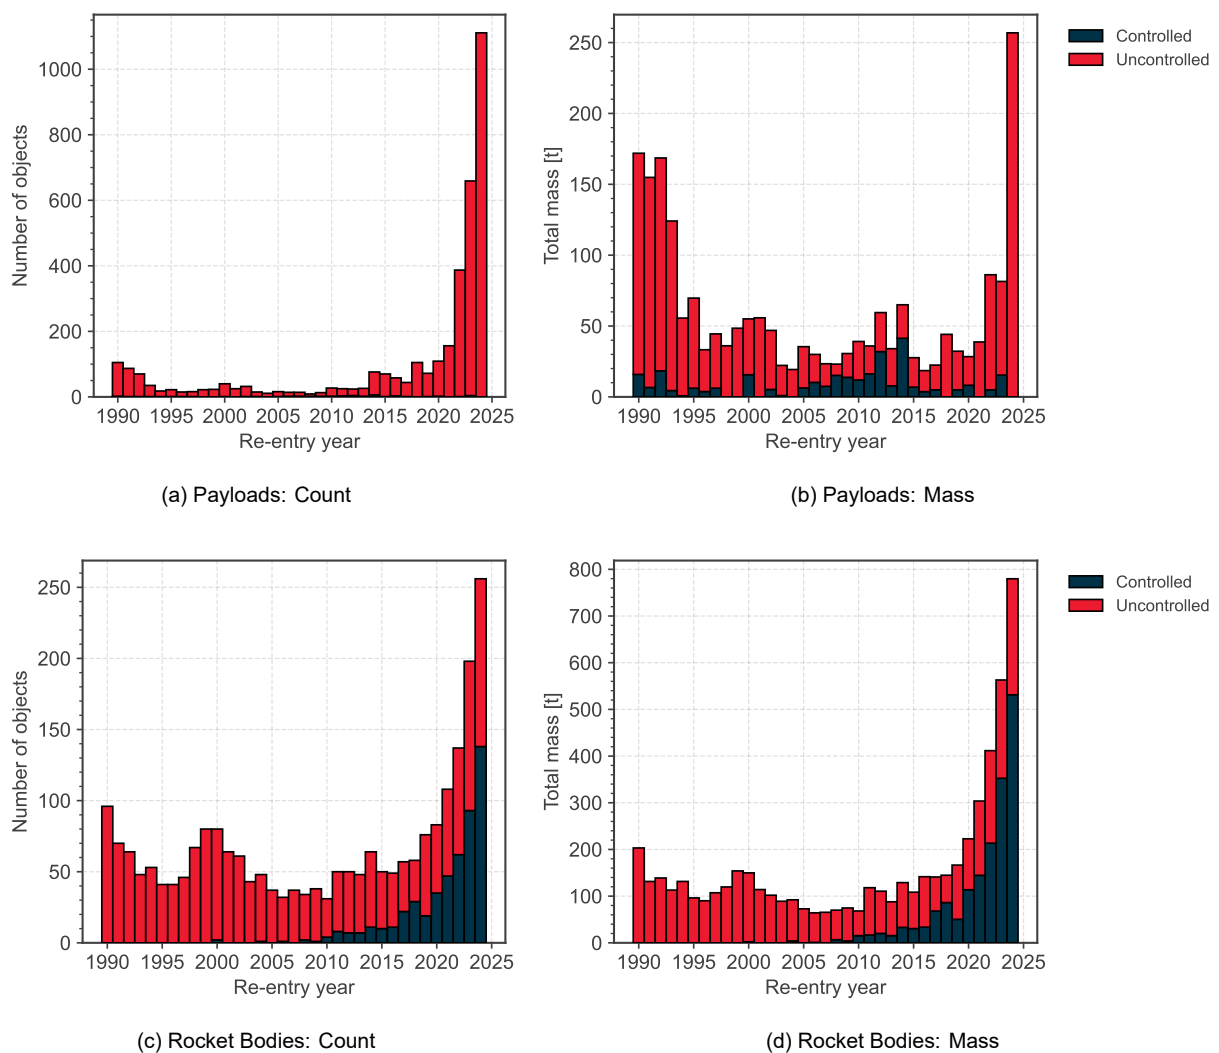 1000
800
600
400
200
0
Number of objects
1990 1995 2000 2005 2010 2015 2020 2025
Re-entry year
(a) Payloads: Count
250
200
150
100
50
0
Total mass [t]
1990 1995 2000 2005 2010 2015 2020 2025
Re-entry year
(b) Payloads: Mass
Controlled
Uncontrolled
250
200
150
100
50
0
Number of objects
1990 1995 2000 2005 2010 2015 2020 2025
Re-entry year
(c) Rocket Bodies: Count
800
700
600
500
400
300
200
100
0
Total mass [t]
1990 1995 2000 2005 2010 2015 2020 2025
Re-entry year
(d) Rocket Bodies: Mass
Controlled
Uncontrolled